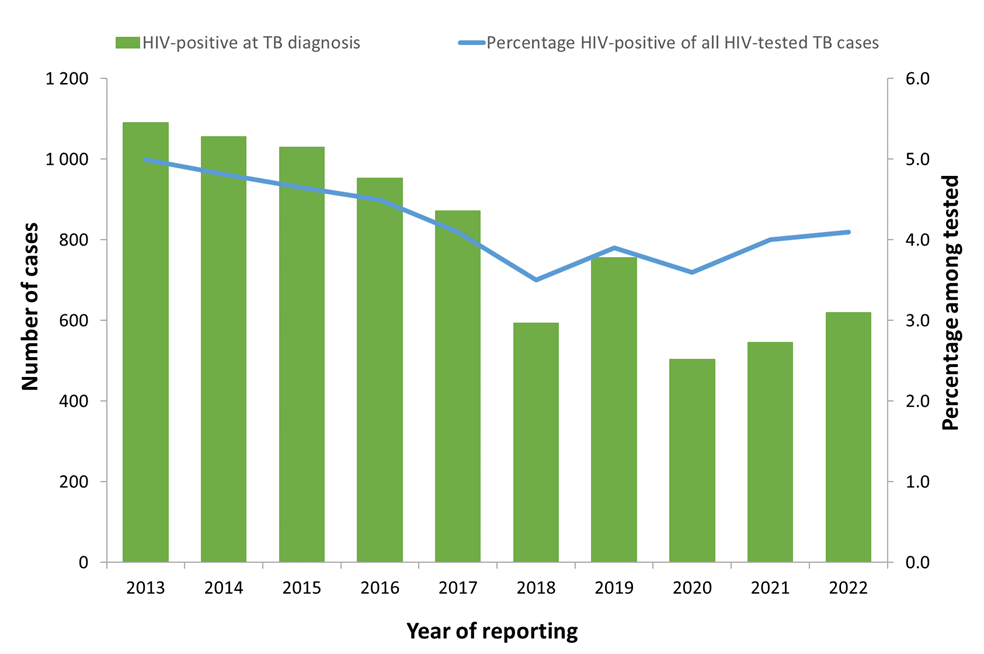 HIV-positive at TB diagnosis
Percentage HIV-positive of all HIV-tested TB cases
1 200
1 000
800
600
400
200
0
Number of cases
6.0
5.0
4.0
3.0
2.0
1.0
0.0
Percentage among tested
2013 2014 2015 2016 2017 2018 2019 2020 2021 2022
Year of reporting